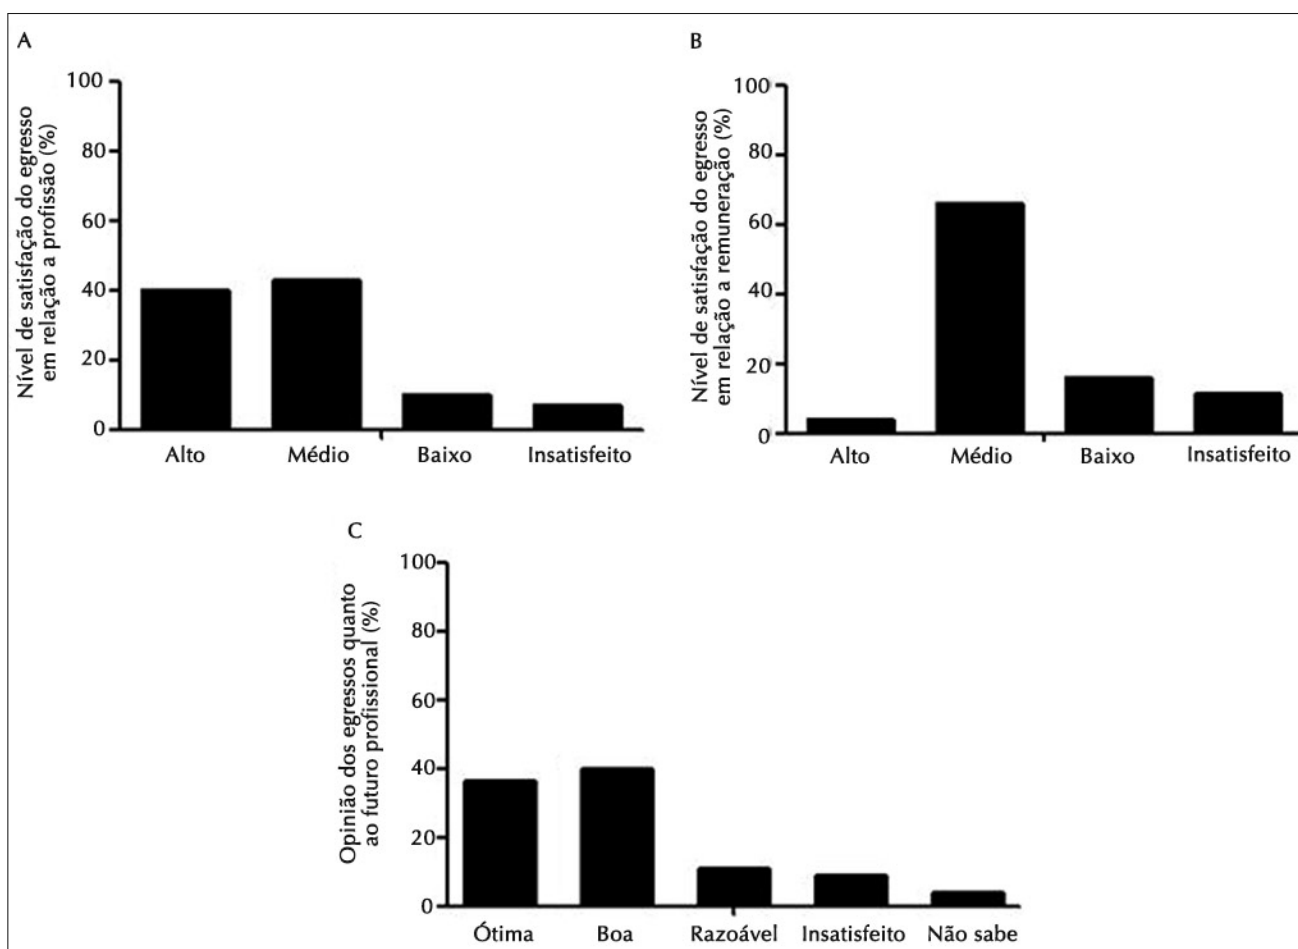 A
Nível de satisfação do egresso
em relação a profissão (%)
100
80
60
40
20
0
Alto Médio Baixo Insatisfeito
B
Nível de satisfação do egresso
em relação a remuneração (%)
100
80
60
40
20
0
Alto Médio Baixo Insatisfeito
C
Opinião dos egressos quanto
ao futuro profissional (%)
100
80
60
40
20
0
Ótima Boa Razoável Insatisfeito Não sabe